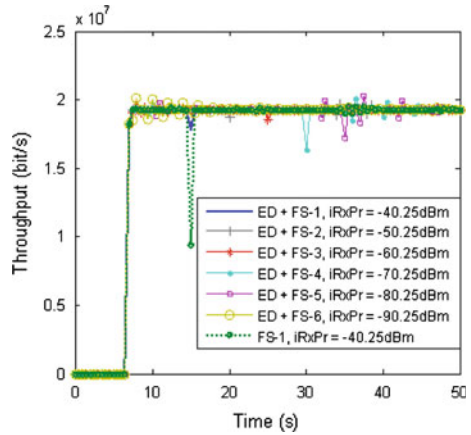 x 10⁷
2.5
2
1.5
1
0.5
0
Throughput (bit/s)
ED + FS-1, iRxPr = -40.25dBm
ED + FS-2, iRxPr = -50.25dBm
ED + FS-3, iRxPr = -60.25dBm
ED + FS-4, iRxPr = -70.25dBm
ED + FS-5, iRxPr = -80.25dBm
ED + FS-6, iRxPr = -90.25dBm
FS-1, iRxPr = -40.25dBm
0 10 20 30 40 50
Time (s)